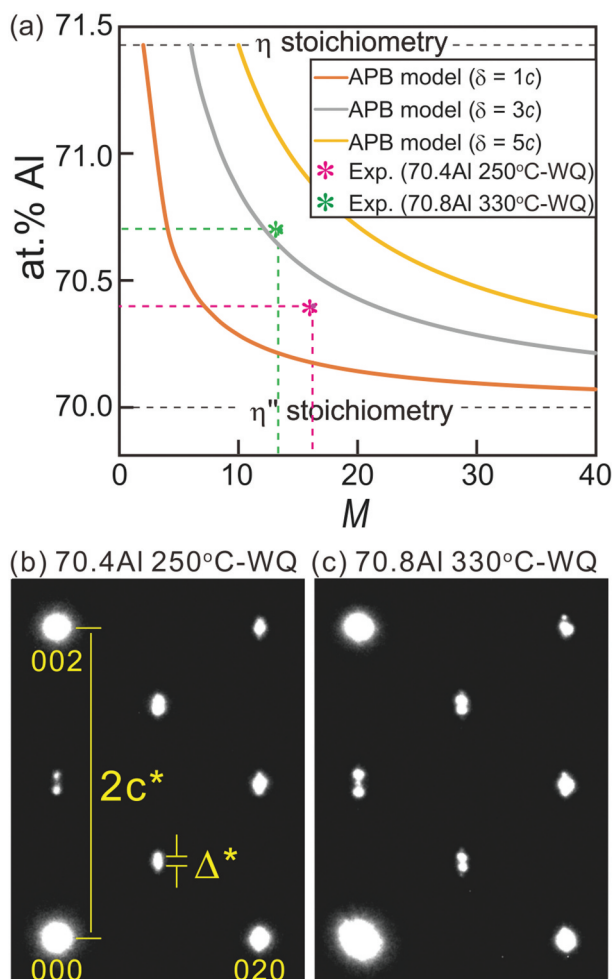 (a)
71.5
71.0
70.5
70.0
at.% Al
η stoichiometry
APB model (δ = 1c)
APB model (δ = 3c)
APB model (δ = 5c)
Exp. (70.4Al 250°C-WQ)
Exp. (70.8Al 330°C-WQ)
η" stoichiometry
0 10 20 30 40
M
(b) 70.4Al 250°C-WQ (c) 70.8Al 330°C-WQ
002
2c*
Δ*
000 020